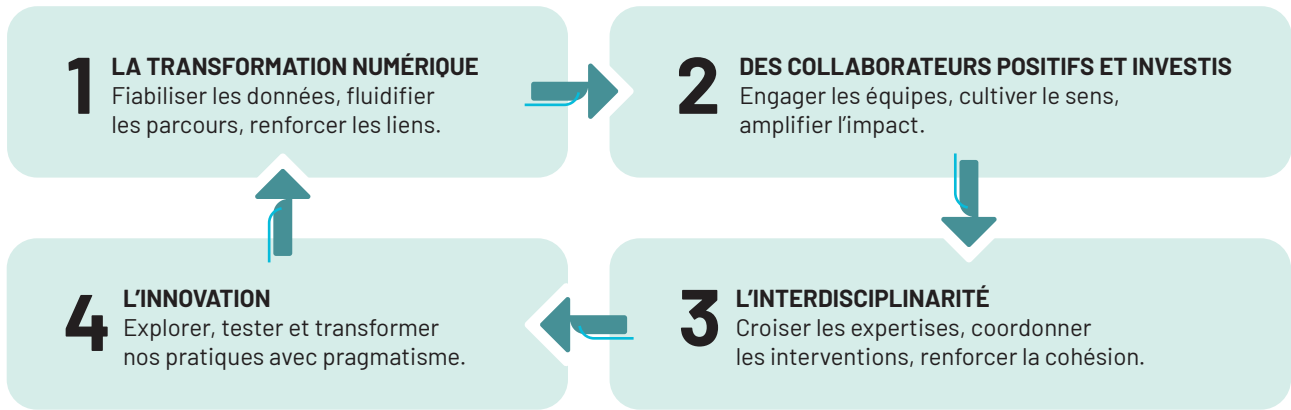 1
LA TRANSFORMATION NUMÉRIQUE
Fiabiliser les données, fluidifier
les parcours, renforcer les liens.
2
DES COLLABORATEURS POSITIFS ET INVESTIS
Engager les équipes, cultiver le sens,
amplifier l’impact.
3
L’INTERDISCIPLINARITÉ
Croiser les expertises, coordonner
les interventions, renforcer la cohésion.
4
L’INNOVATION
Explorer, tester et transformer
nos pratiques avec pragmatisme.